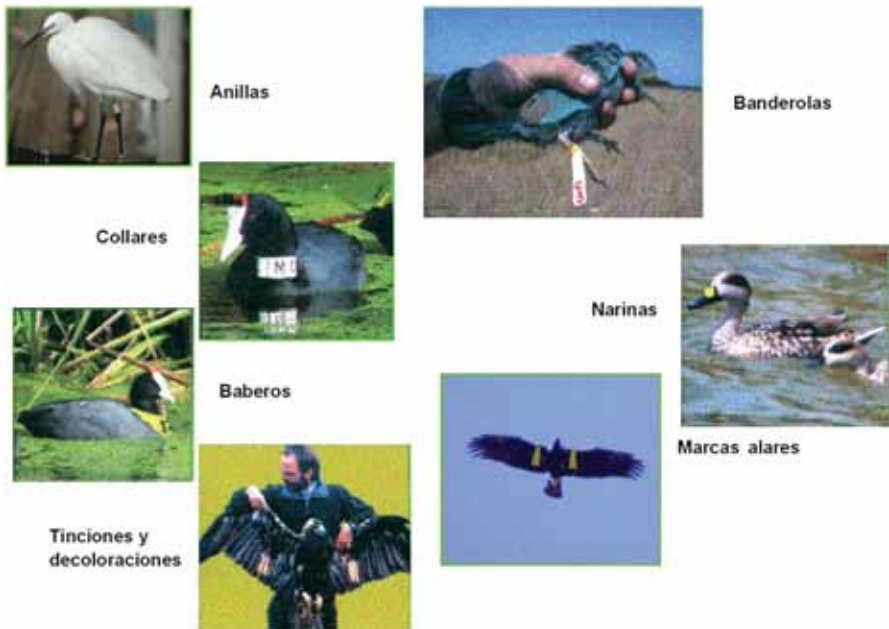 Anillas
Banderolas
Collares
Narinas
Baberos
Marcas alares
Tinciones y
decoloraciones